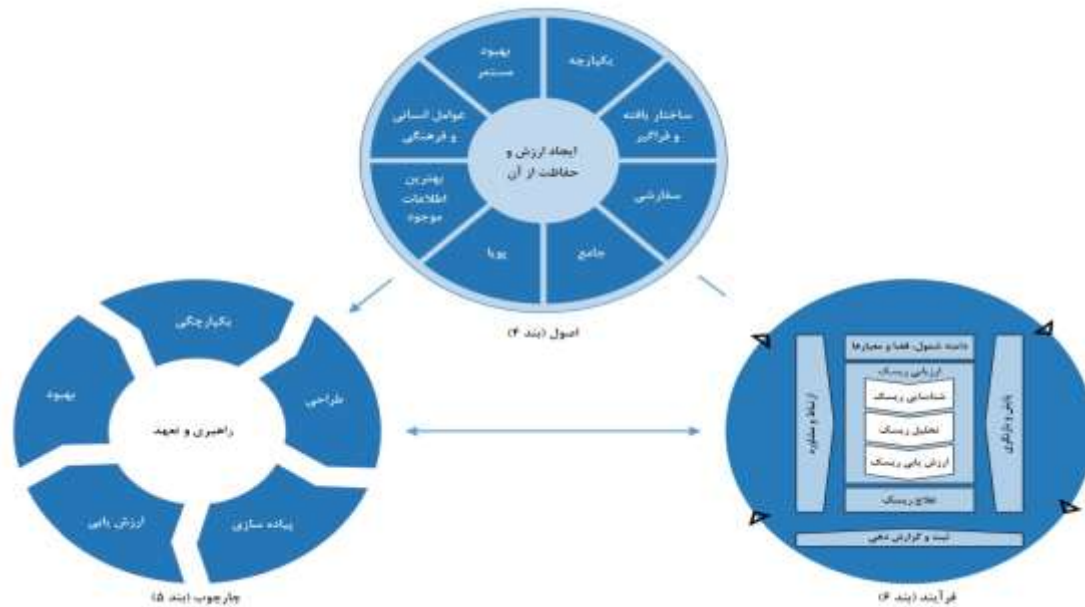 یکپارچه
بهبود
مستمر
ساختار یافته
و فراگیر
عوامل انسانی
و فرهنگی
ایجاد ارزش و
حفاظت از آن
سفارشی
بهترین
اطلاعات
موجود
جامع
پویا
اصول (بند ۴)
یکپارچگی
طراحی
بهبود
راهبری و تعهد
پیاده سازی
ارزش یابی
چارچوب (بند ۵)
دامنه شمول، فضا و معیارها
ارزیابی ریسک
شناسایی ریسک
تحلیل ریسک
ارزش یابی ریسک
علاج ریسک
پایش و بازنگری
ارتباط و مشاوره
ثبت و گزارش دهی
فرآیند (بند ۶)